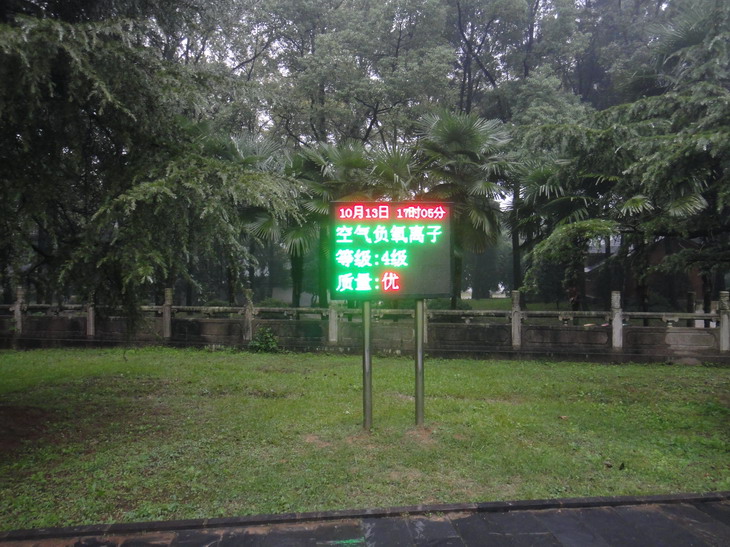 10月13日 17时05分
空气负氧离子
等级:4级
质量:优